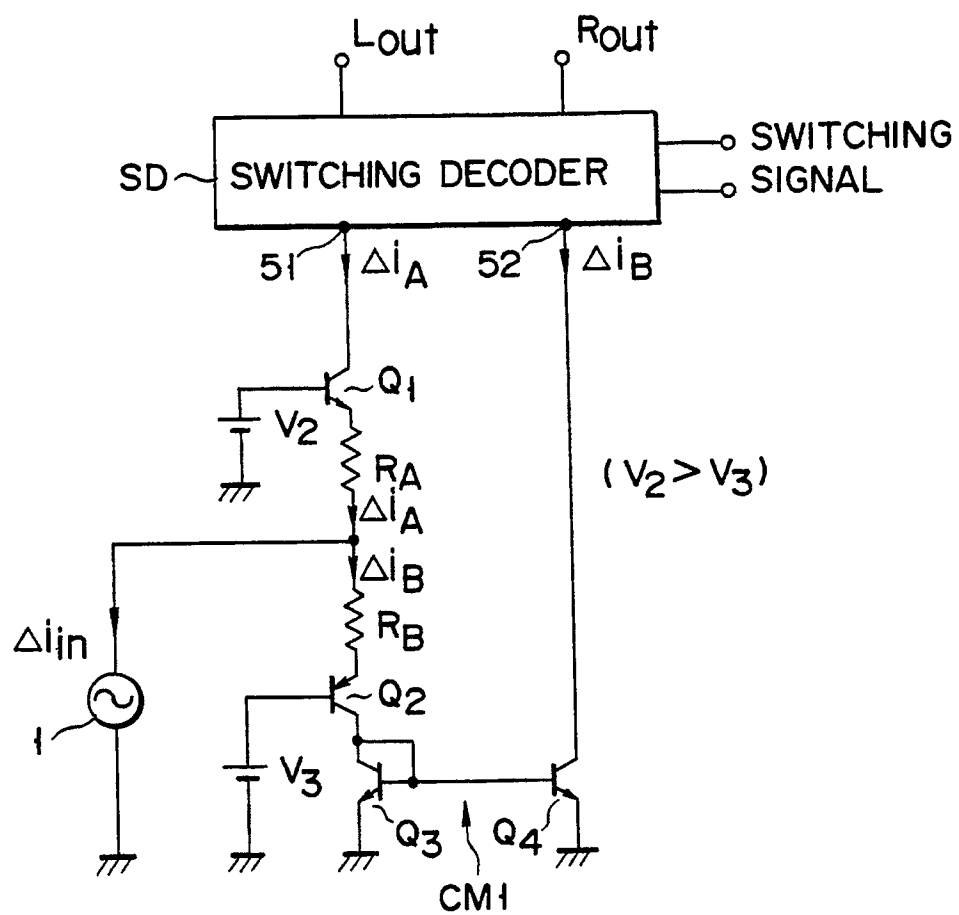 Lout Rout
SWITCHING
SIGNAL
SD SWITCHING DECODER
51 ΔiA 52 ΔiB
Q1
V2
RA
(V2 > V3)
ΔiA
ΔiB
RB
Δiin
Q2
1
V3
Q3 Q4
CM1